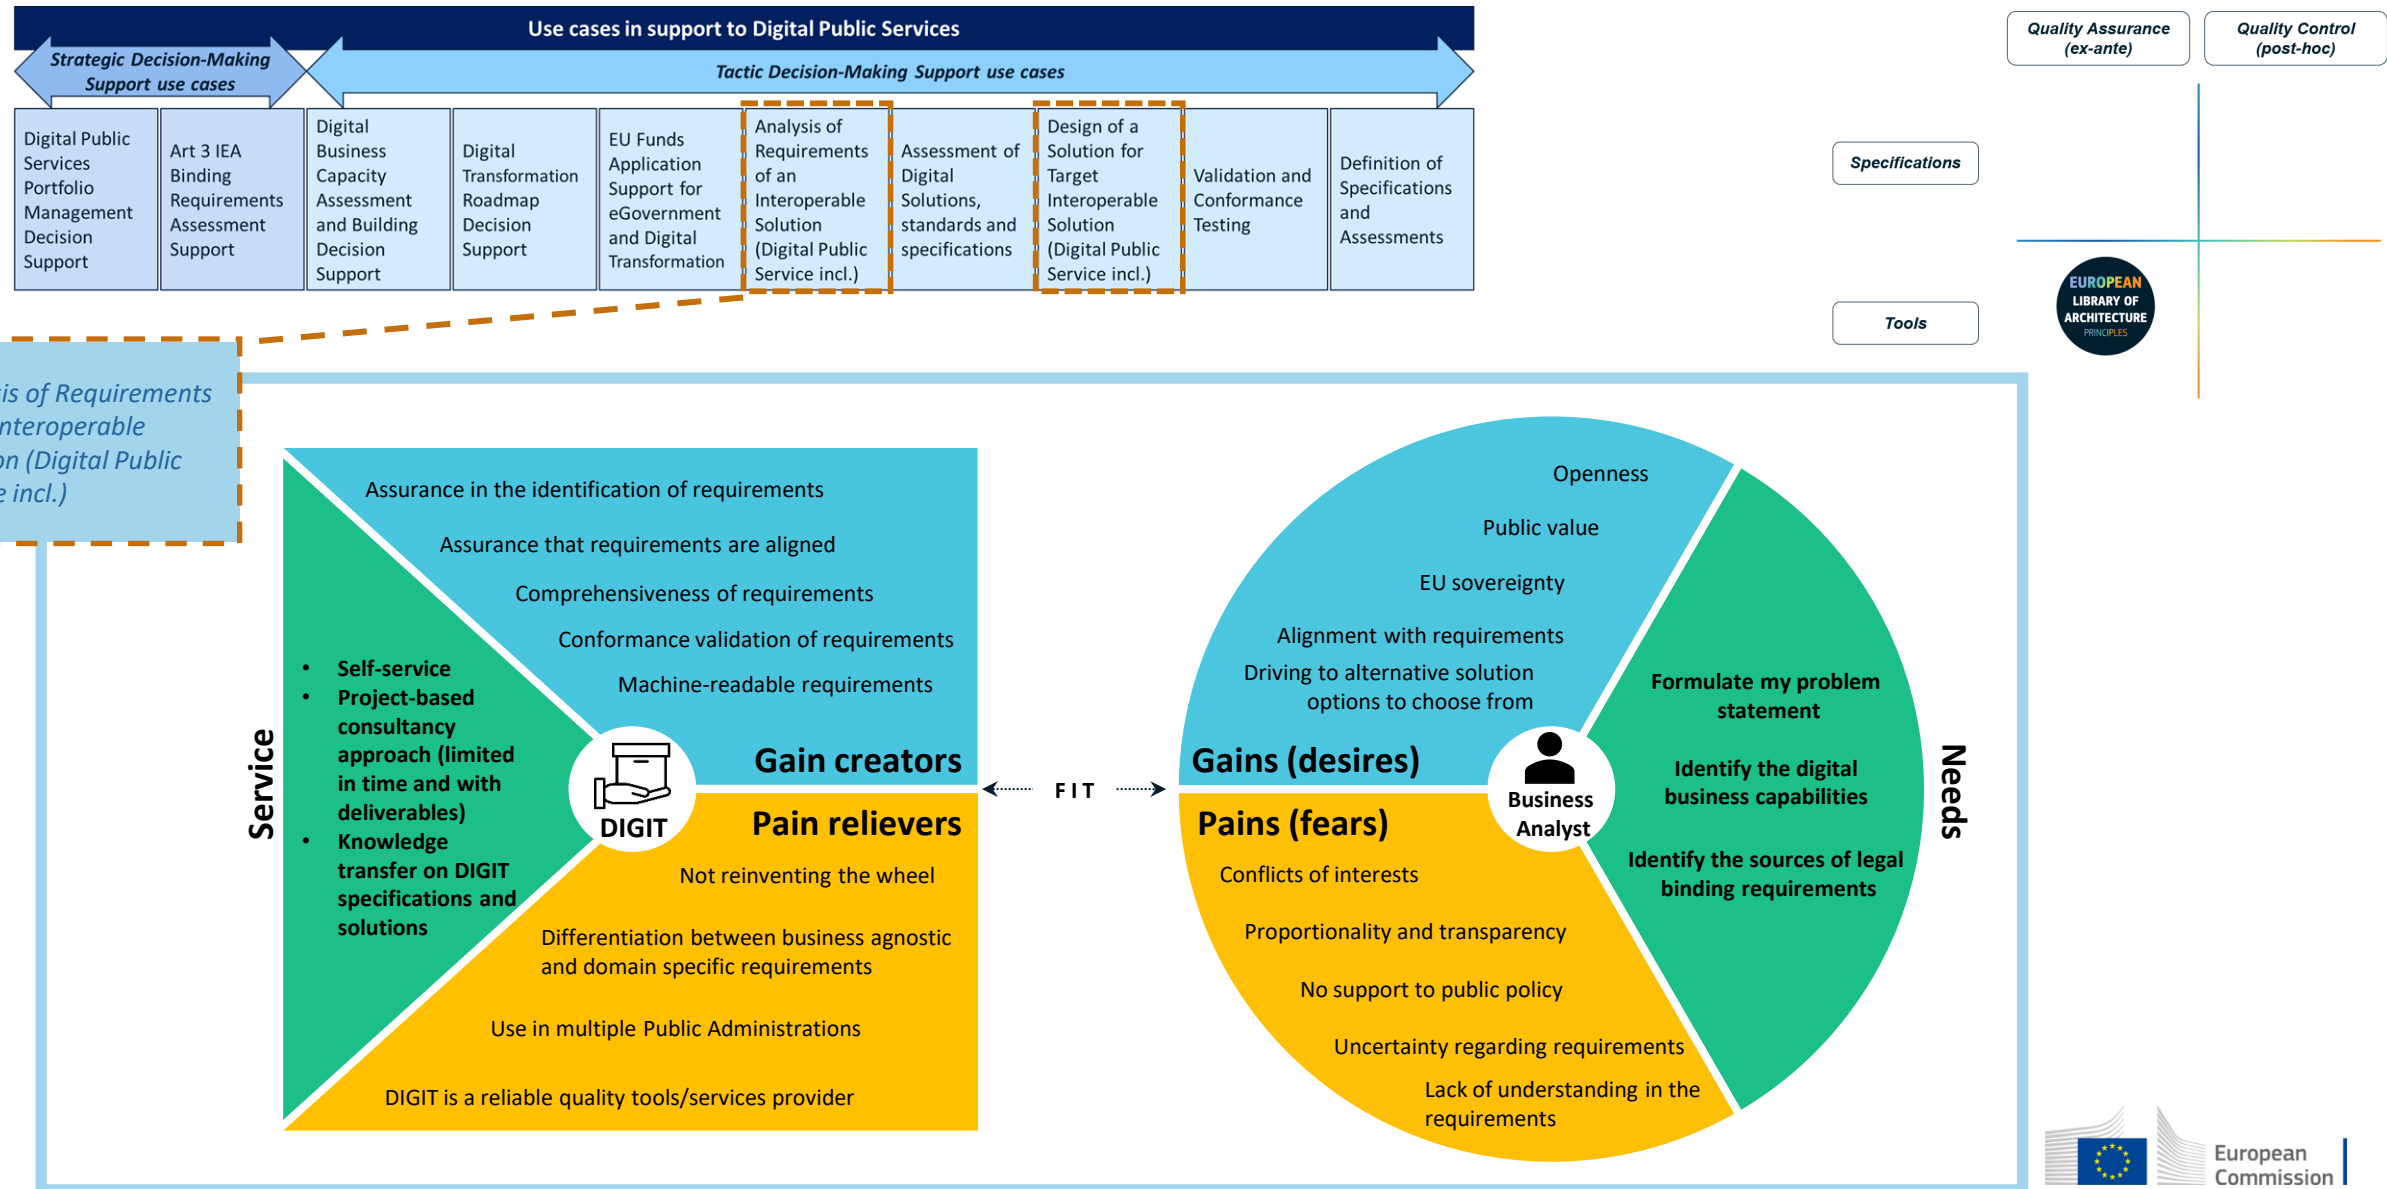 Use cases in support to Digital Public Services
Strategic Decision-Making
Support use cases
Tactic Decision-Making Support use cases
Digital Public
Services
Portfolio
Management
Decision
Support
Art 3 IEA
Binding
Requirements
Assessment
Support
Digital
Business
Capacity
Assessment
and Building
Decision
Support
Digital
Transformation
Roadmap
Decision
Support
EU Funds
Application
Support for
eGovernment
and Digital
Transformation
Analysis of
Requirements
of an
Interoperable
Solution
(Digital Public
Service incl.)
Assessment of
Digital
Solutions,
standards and
specifications
Design of a
Solution for
Target
Interoperable
Solution
(Digital Public
Service incl.)
Validation and
Conformance
Testing
Definition of
Specifications
and
Assessments
Quality Assurance
(ex-ante)
Quality Control
(post-hoc)
Specifications
Tools
EUROPEAN
LIBRARY OF
ARCHITECTURE
PRINCIPLES
is of Requirements
nteroperable
on (Digital Public
e incl.)
Service
Assurance in the identification of requirements
Assurance that requirements are aligned
Comprehensiveness of requirements
Conformance validation of requirements
Machine-readable requirements
Gain creators
• Self-service
• Project-based
consultancy
approach (limited
in time and with
deliverables)
• Knowledge
transfer on DIGIT
specifications and
solutions
DIGIT
Pain relievers
Not reinventing the wheel
Differentiation between business agnostic
and domain specific requirements
Use in multiple Public Administrations
DIGIT is a reliable quality tools/services provider
FIT
Openness
Public value
EU sovereignty
Alignment with requirements
Driving to alternative solution
options to choose from
Gains (desires)
Business
Analyst
Pains (fears)
Conflicts of interests
Proportionality and transparency
No support to public policy
Uncertainty regarding requirements
Lack of understanding in the
requirements
Formulate my problem
statement
Identify the digital
business capabilities
Identify the sources of legal
binding requirements
Needs
European
Commission